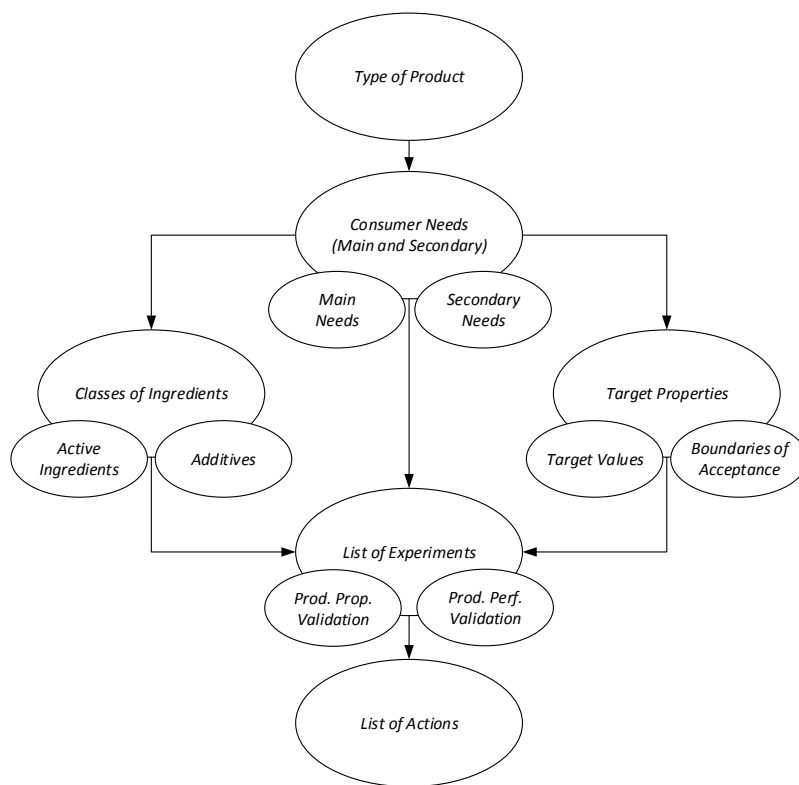 Type of Product
Consumer Needs
(Main and Secondary)
Main
Needs
Secondary
Needs
Classes of Ingredients
Active
Ingredients
Additives
Target Properties
Target Values
Boundaries of
Acceptance
List of Experiments
Prod. Prop.
Validation
Prod. Perf.
Validation
List of Actions